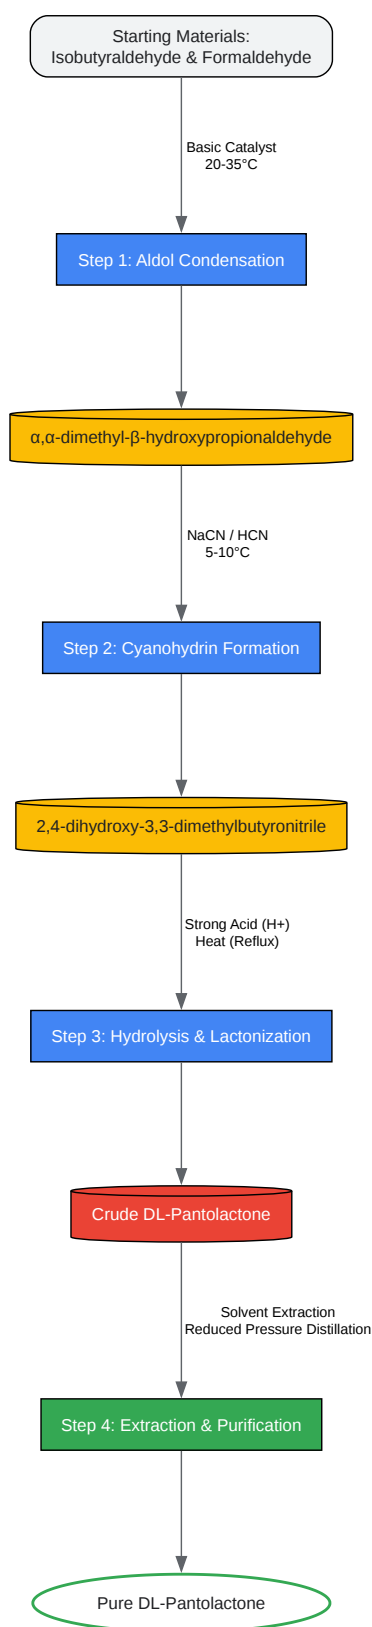 Starting Materials:
Isobutyraldehyde & Formaldehyde
Basic Catalyst
20-35°C
Step 1: Aldol Condensation
α,α-dimethyl-β-hydroxypropionaldehyde
NaCN / HCN
5-10°C
Step 2: Cyanohydrin Formation
2,4-dihydroxy-3,3-dimethylbutyronitrile
Strong Acid (H+)
Heat (Reflux)
Step 3: Hydrolysis & Lactonization
Crude DL-Pantolactone
Solvent Extraction
Reduced Pressure Distillation
Step 4: Extraction & Purification
Pure DL-Pantolactone